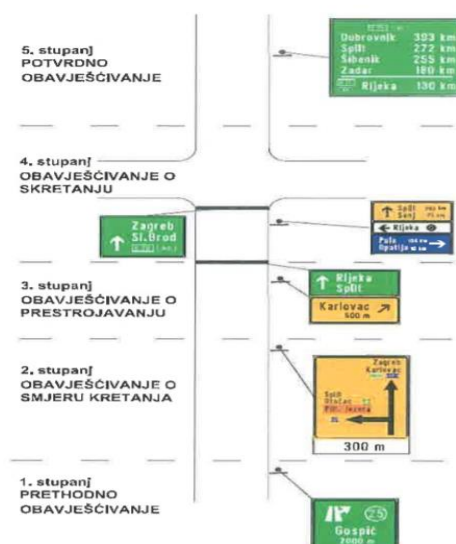 5. stupanj
POTVRDNO
OBAVJEŠĆIVANJE
Dubrovnik 393 km
Split 272 km
Šibenik 255 km
Zadar 180 km
Rijeka 130 km
4. stupanj
OBAVJEŠĆIVANJE O
SKRETANJU
Zagreb
Sl.Brod
Split
Senj
Rijeka
Pula
Opatija
3. stupanj
OBAVJEŠĆIVANJE O
PRESTROJAVANJU
Rijeka
Split
Karlovac
500 m
2. stupanj
OBAVJEŠĆIVANJE O
SMJERU KRETANJA
Zagreb
Karlovac
Split
Otočac
Plit. jezera
300 m
1. stupanj
PRETHODNO
OBAVJEŠĆIVANJE
25
Gospić
2000 m